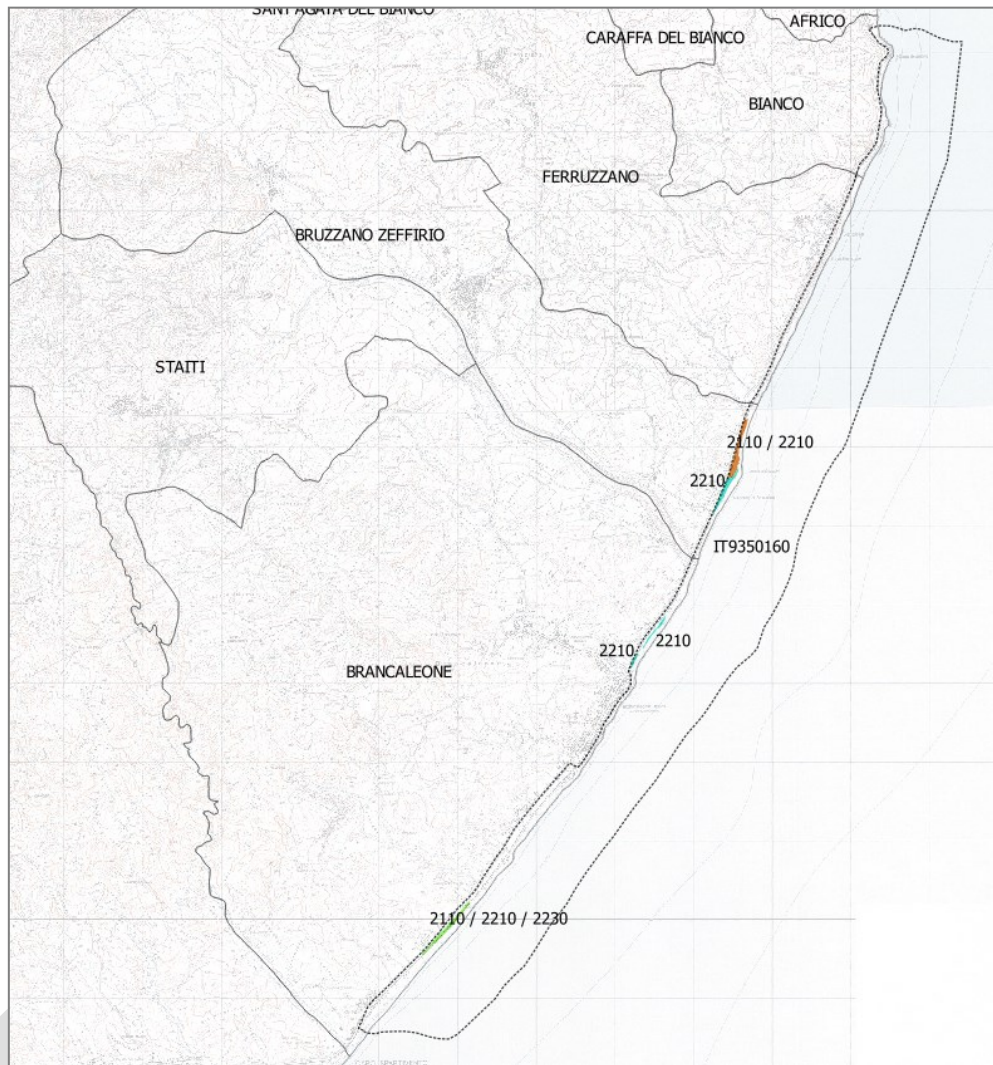 SANT'AGATA DEL BIANCO
AFRICO
CARAFFA DEL BIANCO
BIANCO
FERRUZZANO
BRUZZANO ZEFFIRIO
STAITI
2110 / 2210
2210
IT9350160
2210
2210
BRANCALEONE
2110 / 2210 / 2230